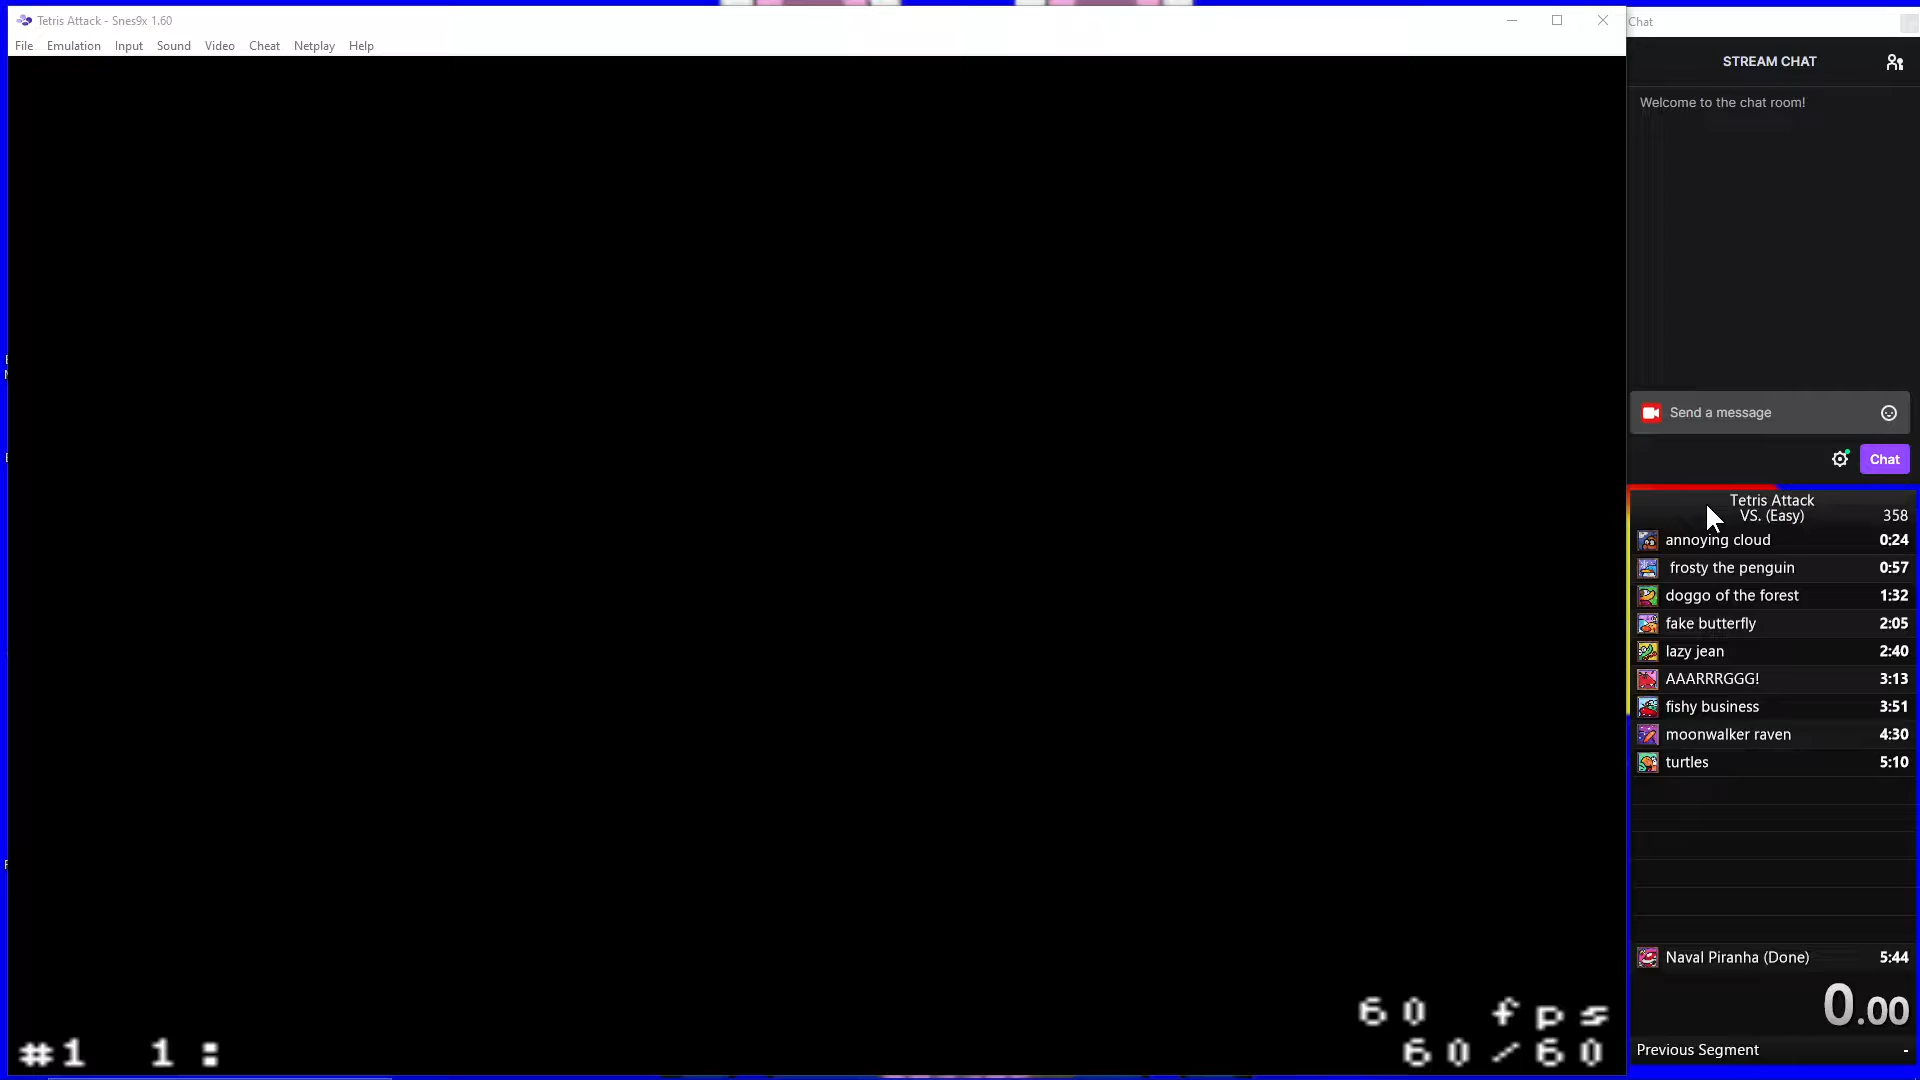 Tetris Attack - Snes9x 1.60
File Emulation Input Sound Video Cheat Netplay Help
Chat
STREAM CHAT
Welcome to the chat room!
Send a message
Chat
Tetris Attack
VS. (Easy) 358
annoying cloud 0:24
frosty the penguin 0:57
doggo of the forest 1:32
fake butterfly 2:05
lazy jean 2:40
AAARRRGGG! 3:13
fishy business 3:51
moonwalker raven 4:30
turtles 5:10
Naval Piranha (Done) 5:44
0.00
Previous Segment -
60 fps
#1 1: 60/60